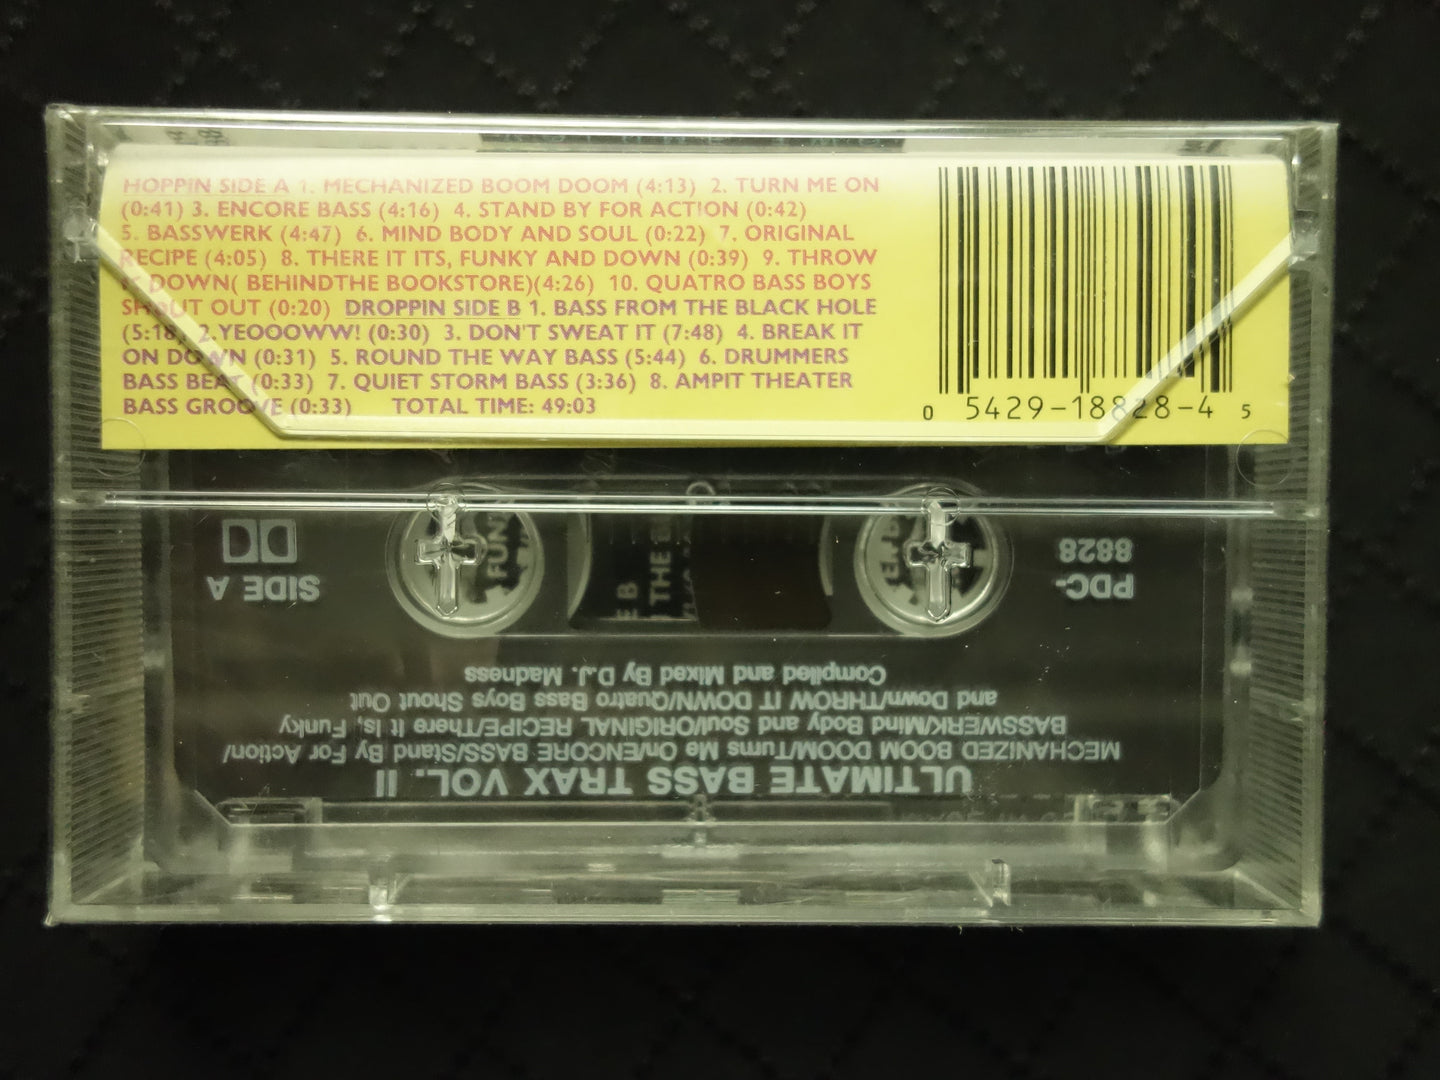 HOPPIN SIDE A 1. MECHANIZED BOOM DOOM (4:13) 2. TURN ME ON
(0:41) 3. ENCORE BASS (4:16) 4. STAND BY FOR ACTION (0:42)
5. BASSWERK (4:47) 6. MIND BODY AND SOUL (0:22) 7. ORIGINAL
RECIPE (4:05) 8. THERE IT ITS, FUNKY AND DOWN (0:39) 9. THROW
IT DOWN( BEHINDTHE BOOKSTORE)(4:26) 10. QUATRO BASS BOYS
SHOUT OUT (0:20) DROPPIN SIDE B 1. BASS FROM THE BLACK HOLE
(5:18) 2.YEOOOWW! (0:30) 3. DON'T SWEAT IT (7:48) 4. BREAK IT
ON DOWN (0:31) 5. ROUND THE WAY BASS (5:44) 6. DRUMMERS
BASS BEAT (0:33) 7. QUIET STORM BASS (3:36) 8. AMPIT THEATER
BASS GROOVE (0:33) TOTAL TIME: 49:03
0 5429-18828-4 5
ULTIMATE BASS TRAX VOL. II
MECHANIZED BOOM DOOM/Turns Me On/ENCORE BASS/Stand By For Action/
BASSWERK/Mind Body and Soul/ORIGINAL RECIPE/There It Is, Funky
and Down/THROW IT DOWN/Quatro Bass Boys Shout Out
Compiled and Mixed By D.J. Madness
PDC-
8828
SIDE A
FUN
E B
THE B